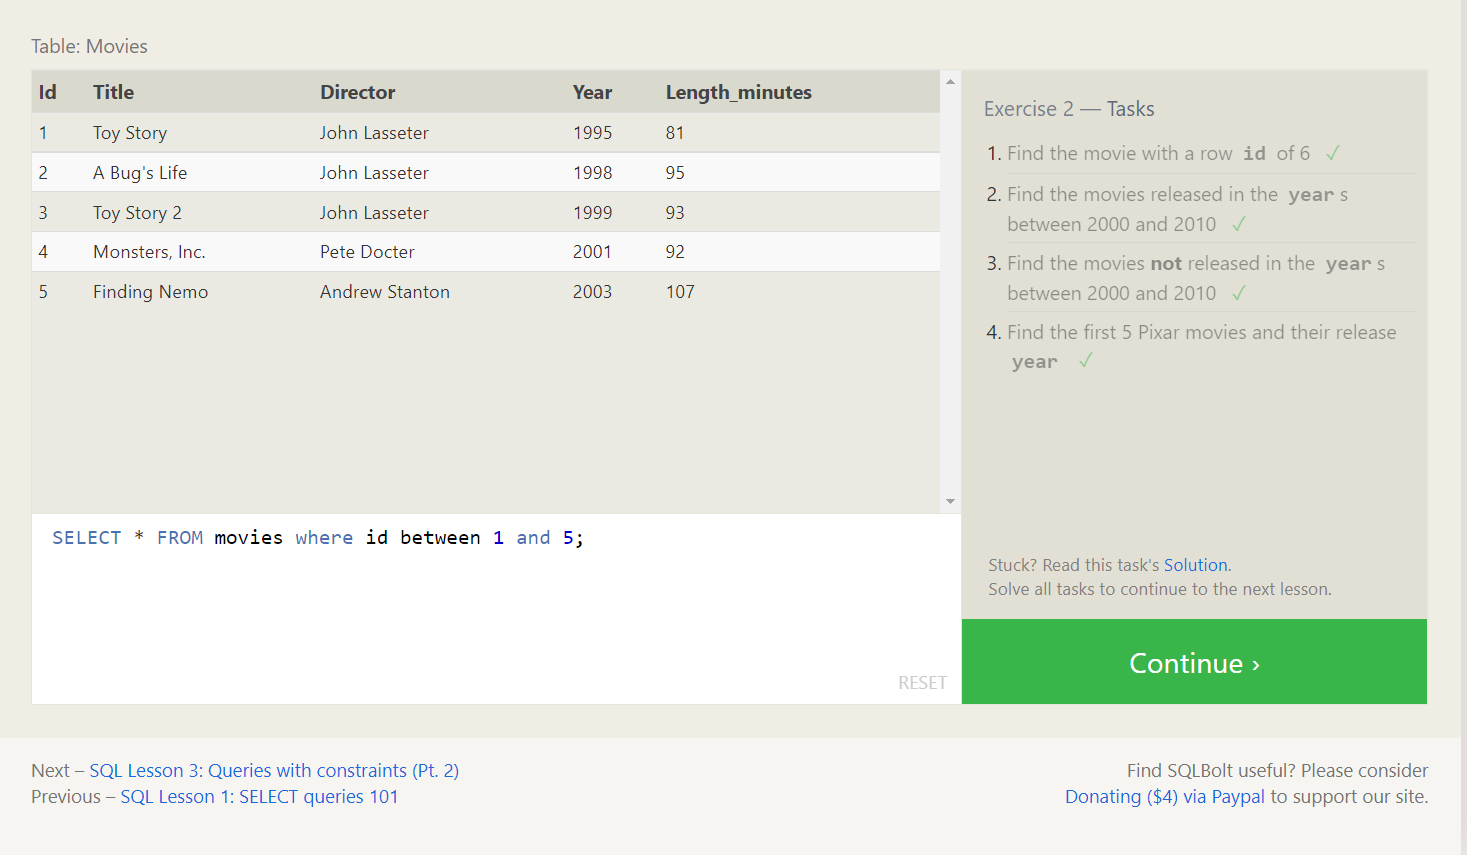 Table: Movies
Id Title Director Year Length_minutes
1 Toy Story John Lasseter 1995 81
2 A Bug's Life John Lasseter 1998 95
3 Toy Story 2 John Lasseter 1999 93
4 Monsters, Inc. Pete Docter 2001 92
5 Finding Nemo Andrew Stanton 2003 107
SELECT * FROM movies where id between 1 and 5;
RESET
Exercise 2 — Tasks
1. Find the movie with a row id of 6 ✓
2. Find the movies released in the year s
between 2000 and 2010 ✓
3. Find the movies not released in the year s
between 2000 and 2010 ✓
4. Find the first 5 Pixar movies and their release
year ✓
Stuck? Read this task's Solution.
Solve all tasks to continue to the next lesson.
Continue ›
Next – SQL Lesson 3: Queries with constraints (Pt. 2)
Previous – SQL Lesson 1: SELECT queries 101
Find SQLBolt useful? Please consider
Donating ($4) via Paypal to support our site.